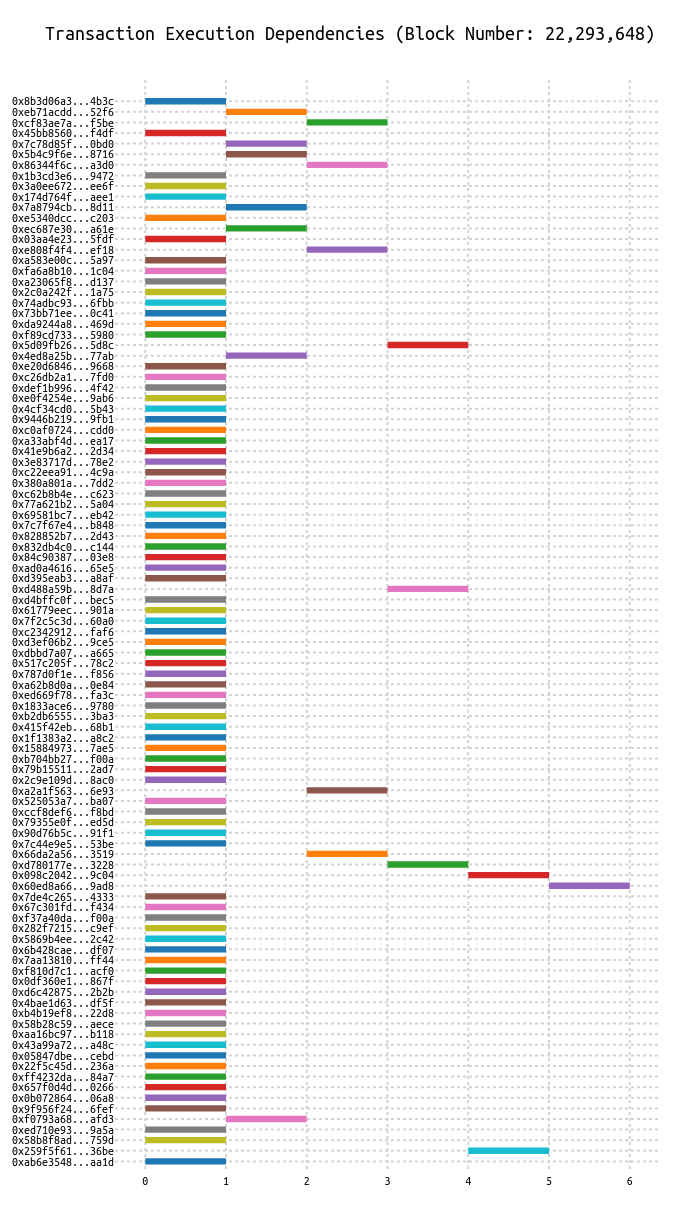 Transaction Execution Dependencies (Block Number: 22,293,648)
0x8b3d06a3...4b3c
0xeb71acdd...52f6
0xcf83ae7a...f5be
0x45bb8560...f4df
0x7c78d85f...0bd0
0x5b4c9f6e...8716
0x86344f6c...a3d0
0x1b3cd3e6...9472
0x3a0ee672...ee6f
0x174d764f...aee1
0x7a8794cb...8d11
0xe5340dcc...c203
0xec687e30...a61e
0x03aa4e23...5fdf
0xe808f4f4...ef18
0xa583e00c...5a97
0xfa6a8b10...1c04
0xa23065f8...d137
0x2c0a242f...1a75
0x74adbc93...6fbb
0x73bb71ee...0c41
0xda9244a8...469d
0xf89cd733...5980
0x5d09fb26...5d8c
0x4ed8a25b...77ab
0xe20d6846...9668
0xc26db2a1...7fd0
0xdef1b996...4f42
0xe0f4254e...9ab6
0x4cf34cd0...5b43
0x9446b219...9fb1
0xc0af0724...cdd0
0xa33abf4d...ea17
0x41e9b6a2...2d34
0x3e83717d...78e2
0xc22eea91...4c9a
0x380a801a...7dd2
0xc62b8b4e...c623
0x77a621b2...5a04
0x69581bc7...eb42
0x7c7f67e4...b848
0x828852b7...2d43
0x832db4c0...c144
0x84c90387...03e8
0xad0a4616...65e5
0xd395eab3...a8af
0xd488a59b...8d7a
0xd4bffc0f...bec5
0x61779eec...901a
0x7f2c5c3d...60a0
0xc2342912...faf6
0xd3ef06b2...9ce5
0xdbbd7a07...a665
0x517c205f...78c2
0x787d0f1e...f856
0xa62b8d0a...0e84
0xed669f78...fa3c
0x1833ace6...9780
0xb2db6555...3ba3
0x415f42eb...68b1
0x1f1383a2...a8c2
0x15884973...7ae5
0xb704bb27...f00a
0x79b15511...2ad7
0x2c9e109d...8ac0
0xa2a1f563...6e93
0x525053a7...ba07
0xccf8def6...f8bd
0x79355e0f...ed5d
0x90d76b5c...91f1
0x7c44e9e5...53be
0x66da2a56...3519
0xd780177e...3228
0x098c2042...9c04
0x60ed8a66...9ad8
0x7de4c265...4333
0x67c301fd...f434
0xf37a40da...f00a
0x282f7215...c9ef
0x5869b4ee...2c42
0x6b428cae...df07
0x7aa13810...ff44
0xf810d7c1...acf0
0x0df360e1...867f
0xd6c42875...2b2b
0x4bae1d63...df5f
0xb4b19ef8...22d8
0x58b28c59...aece
0xaa16bc97...b118
0x43a99a72...a48c
0x05847dbe...cebd
0x22f5c45d...236a
0xff4232da...84a7
0x657f0d4d...0266
0x0b072864...06a8
0x9f956f24...6fef
0xf0793a68...afd3
0xed710e93...9a5a
0x58b8f8ad...759d
0x259f5f61...36be
0xab6e3548...aa1d
0 1 2 3 4 5 6